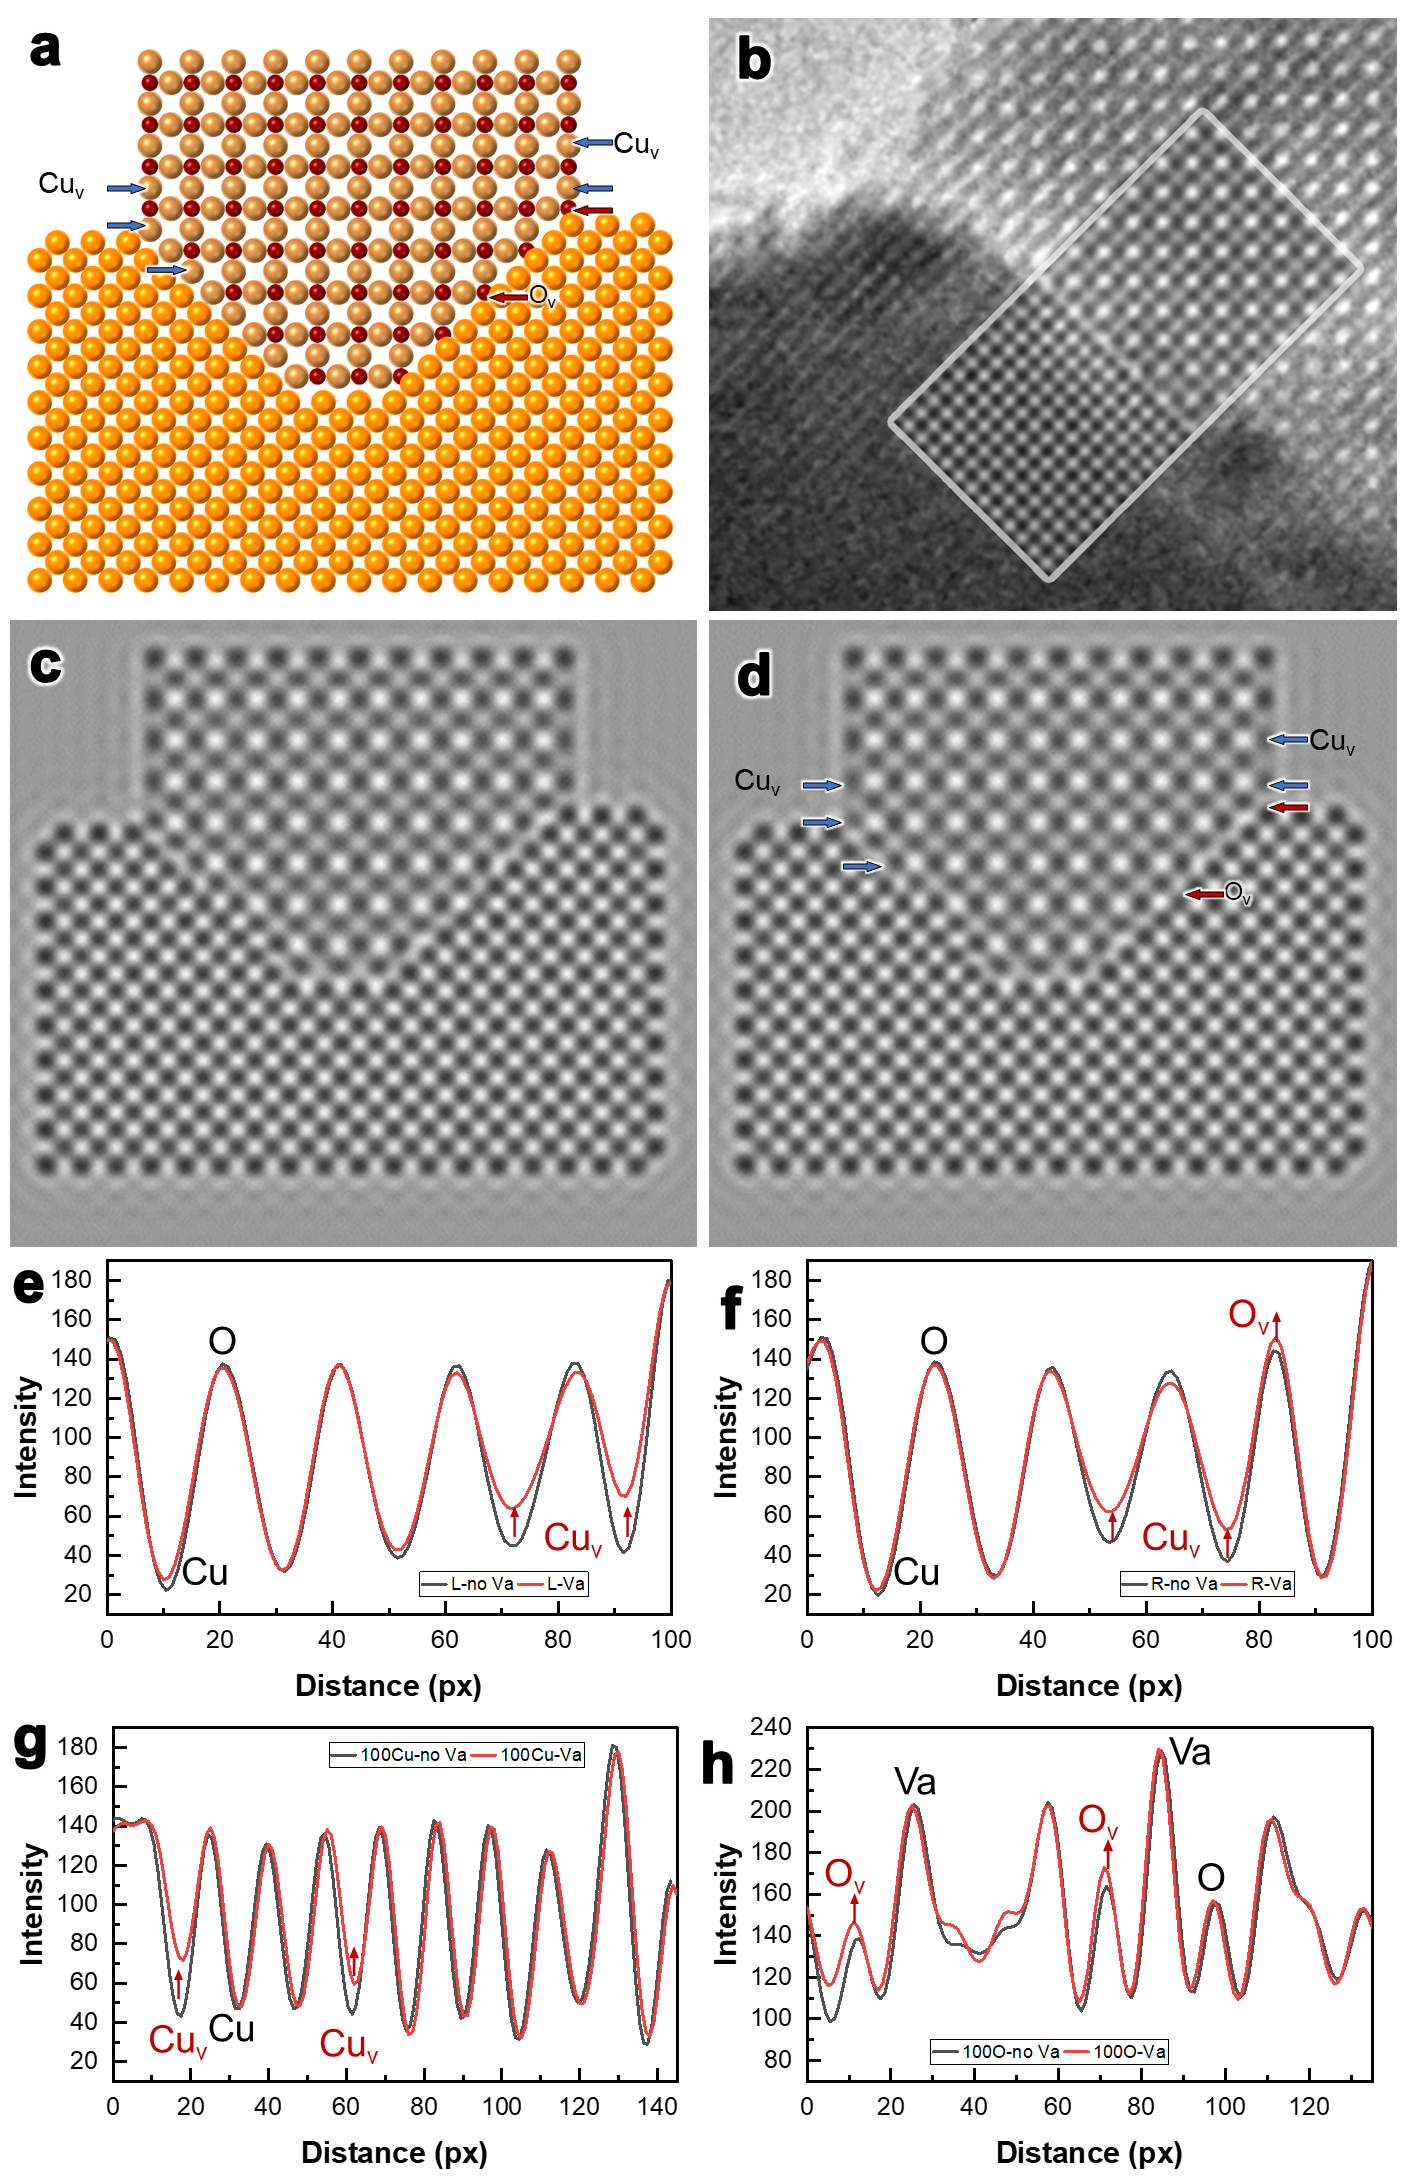 a
Cuv
Cuv
Ov
b
c
d
Cuv
Cuv
Ov
e
180
160
140
120
100
80
60
40
20
Intensity
O
Cu
Cuv
L-no Va L-Va
0 20 40 60 80 100
Distance (px)
f
180
160
140
120
100
80
60
40
20
Intensity
O
Ov
Cu
Cuv
R-no Va R-Va
0 20 40 60 80 100
Distance (px)
g
180
160
140
120
100
80
60
40
20
Intensity
100Cu-no Va 100Cu-Va
Cuv
Cu
Cuv
0 20 40 60 80 100 120 140
Distance (px)
h
240
220
200
180
160
140
120
100
80
Intensity
Va
Va
Ov
Ov
O
100O-no Va 100O-Va
0 20 40 60 80 100 120
Distance (px)